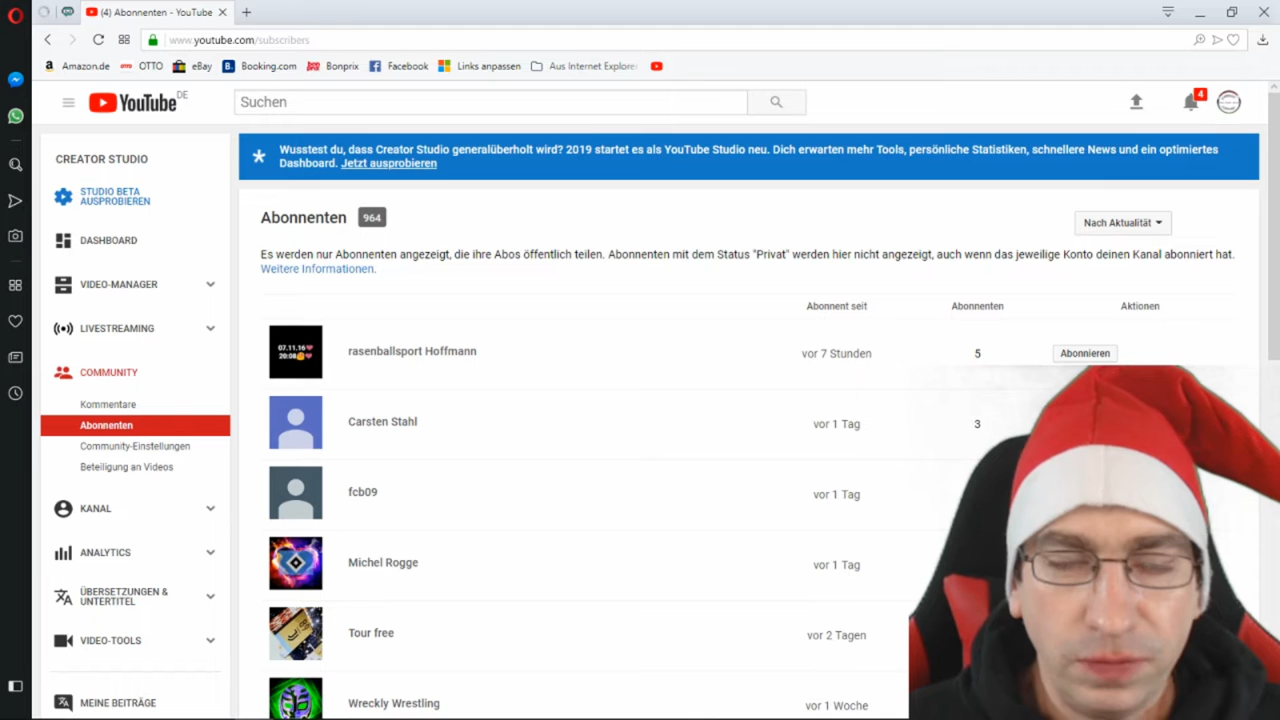 (4) Abonnenten - YouTube
www.youtube.com/subscribers
Amazon.de OTTO eBay Booking.com Bonprix Facebook Links anpassen Aus Internet Explorer
YouTube DE
Suchen
4
CREATOR STUDIO
STUDIO BETA
AUSPROBIEREN
DASHBOARD
VIDEO-MANAGER
LIVESTREAMING
COMMUNITY
Kommentare
Abonnenten
Community-Einstellungen
Beteiligung an Videos
KANAL
ANALYTICS
ÜBERSETZUNGEN &
UNTERTITEL
VIDEO-TOOLS
MEINE BEITRÄGE
Wusstest du, dass Creator Studio generalüberholt wird? 2019 startet es als YouTube Studio neu. Dich erwarten mehr Tools, persönliche Statistiken, schnellere News und ein optimiertes
Dashboard. Jetzt ausprobieren
Abonnenten 964
Nach Aktualität
Es werden nur Abonnenten angezeigt, die ihre Abos öffentlich teilen. Abonnenten mit dem Status "Privat" werden hier nicht angezeigt, auch wenn das jeweilige Konto deinen Kanal abonniert hat.
Weitere Informationen.
Abonnent seit Abonnenten Aktionen
07.11.16
20:08
rasenballsport Hoffmann vor 7 Stunden 5 Abonnieren
Carsten Stahl vor 1 Tag 3
fcb09 vor 1 Tag
Michel Rogge vor 1 Tag
Tour free vor 2 Tagen
Wreckly Wrestling vor 1 Woche